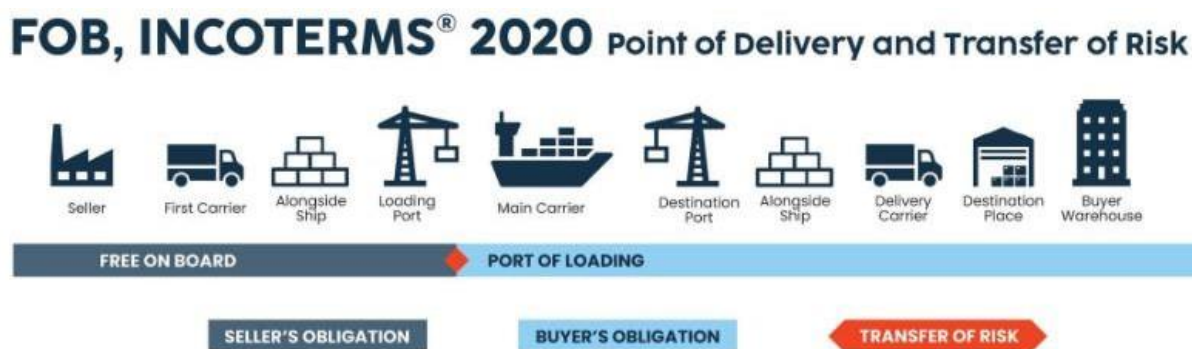 FOB, INCOTERMS® 2020 Point of Delivery and Transfer of Risk
Seller
First Carrier
Alongside
Ship
Loading
Port
Main Carrier
Destination
Port
Alongside
Ship
Delivery
Carrier
Destination
Place
Buyer
Warehouse
FREE ON BOARD
PORT OF LOADING
SELLER'S OBLIGATION
BUYER'S OBLIGATION
TRANSFER OF RISK